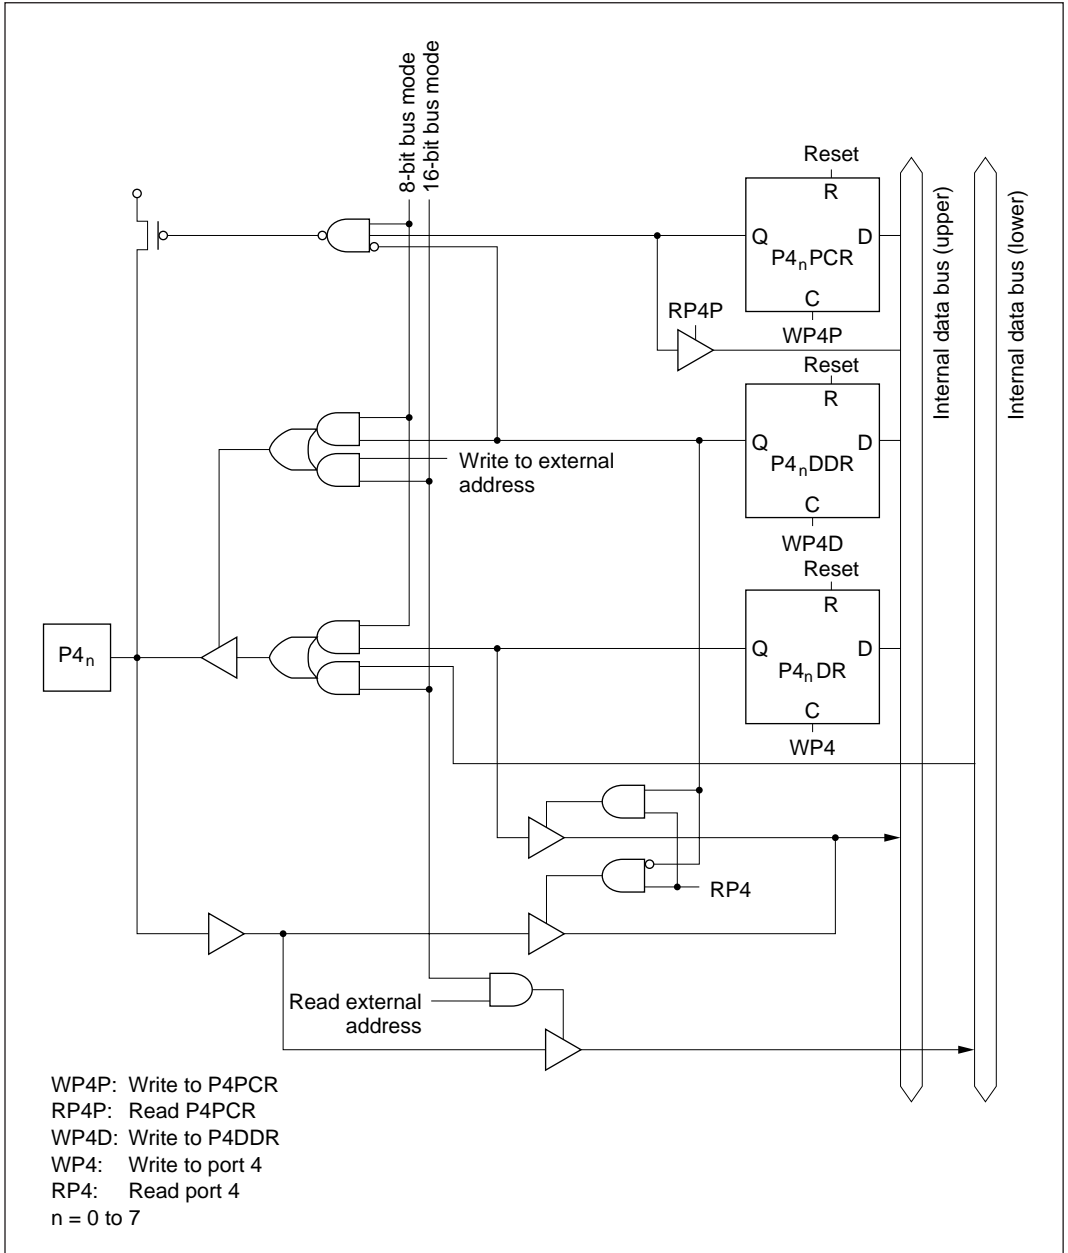 8-bit bus mode
16-bit bus mode
Reset
R
Q
D
P4nPCR
C
WP4P
RP4P
Internal data bus (upper)
Internal data bus (lower)
Reset
R
Q
D
P4nDDR
C
WP4D
Write to external
address
Reset
R
Q
D
P4nDR
C
WP4
P4n
RP4
Read external
address
WP4P: Write to P4PCR
RP4P: Read P4PCR
WP4D: Write to P4DDR
WP4: Write to port 4
RP4: Read port 4
n = 0 to 7